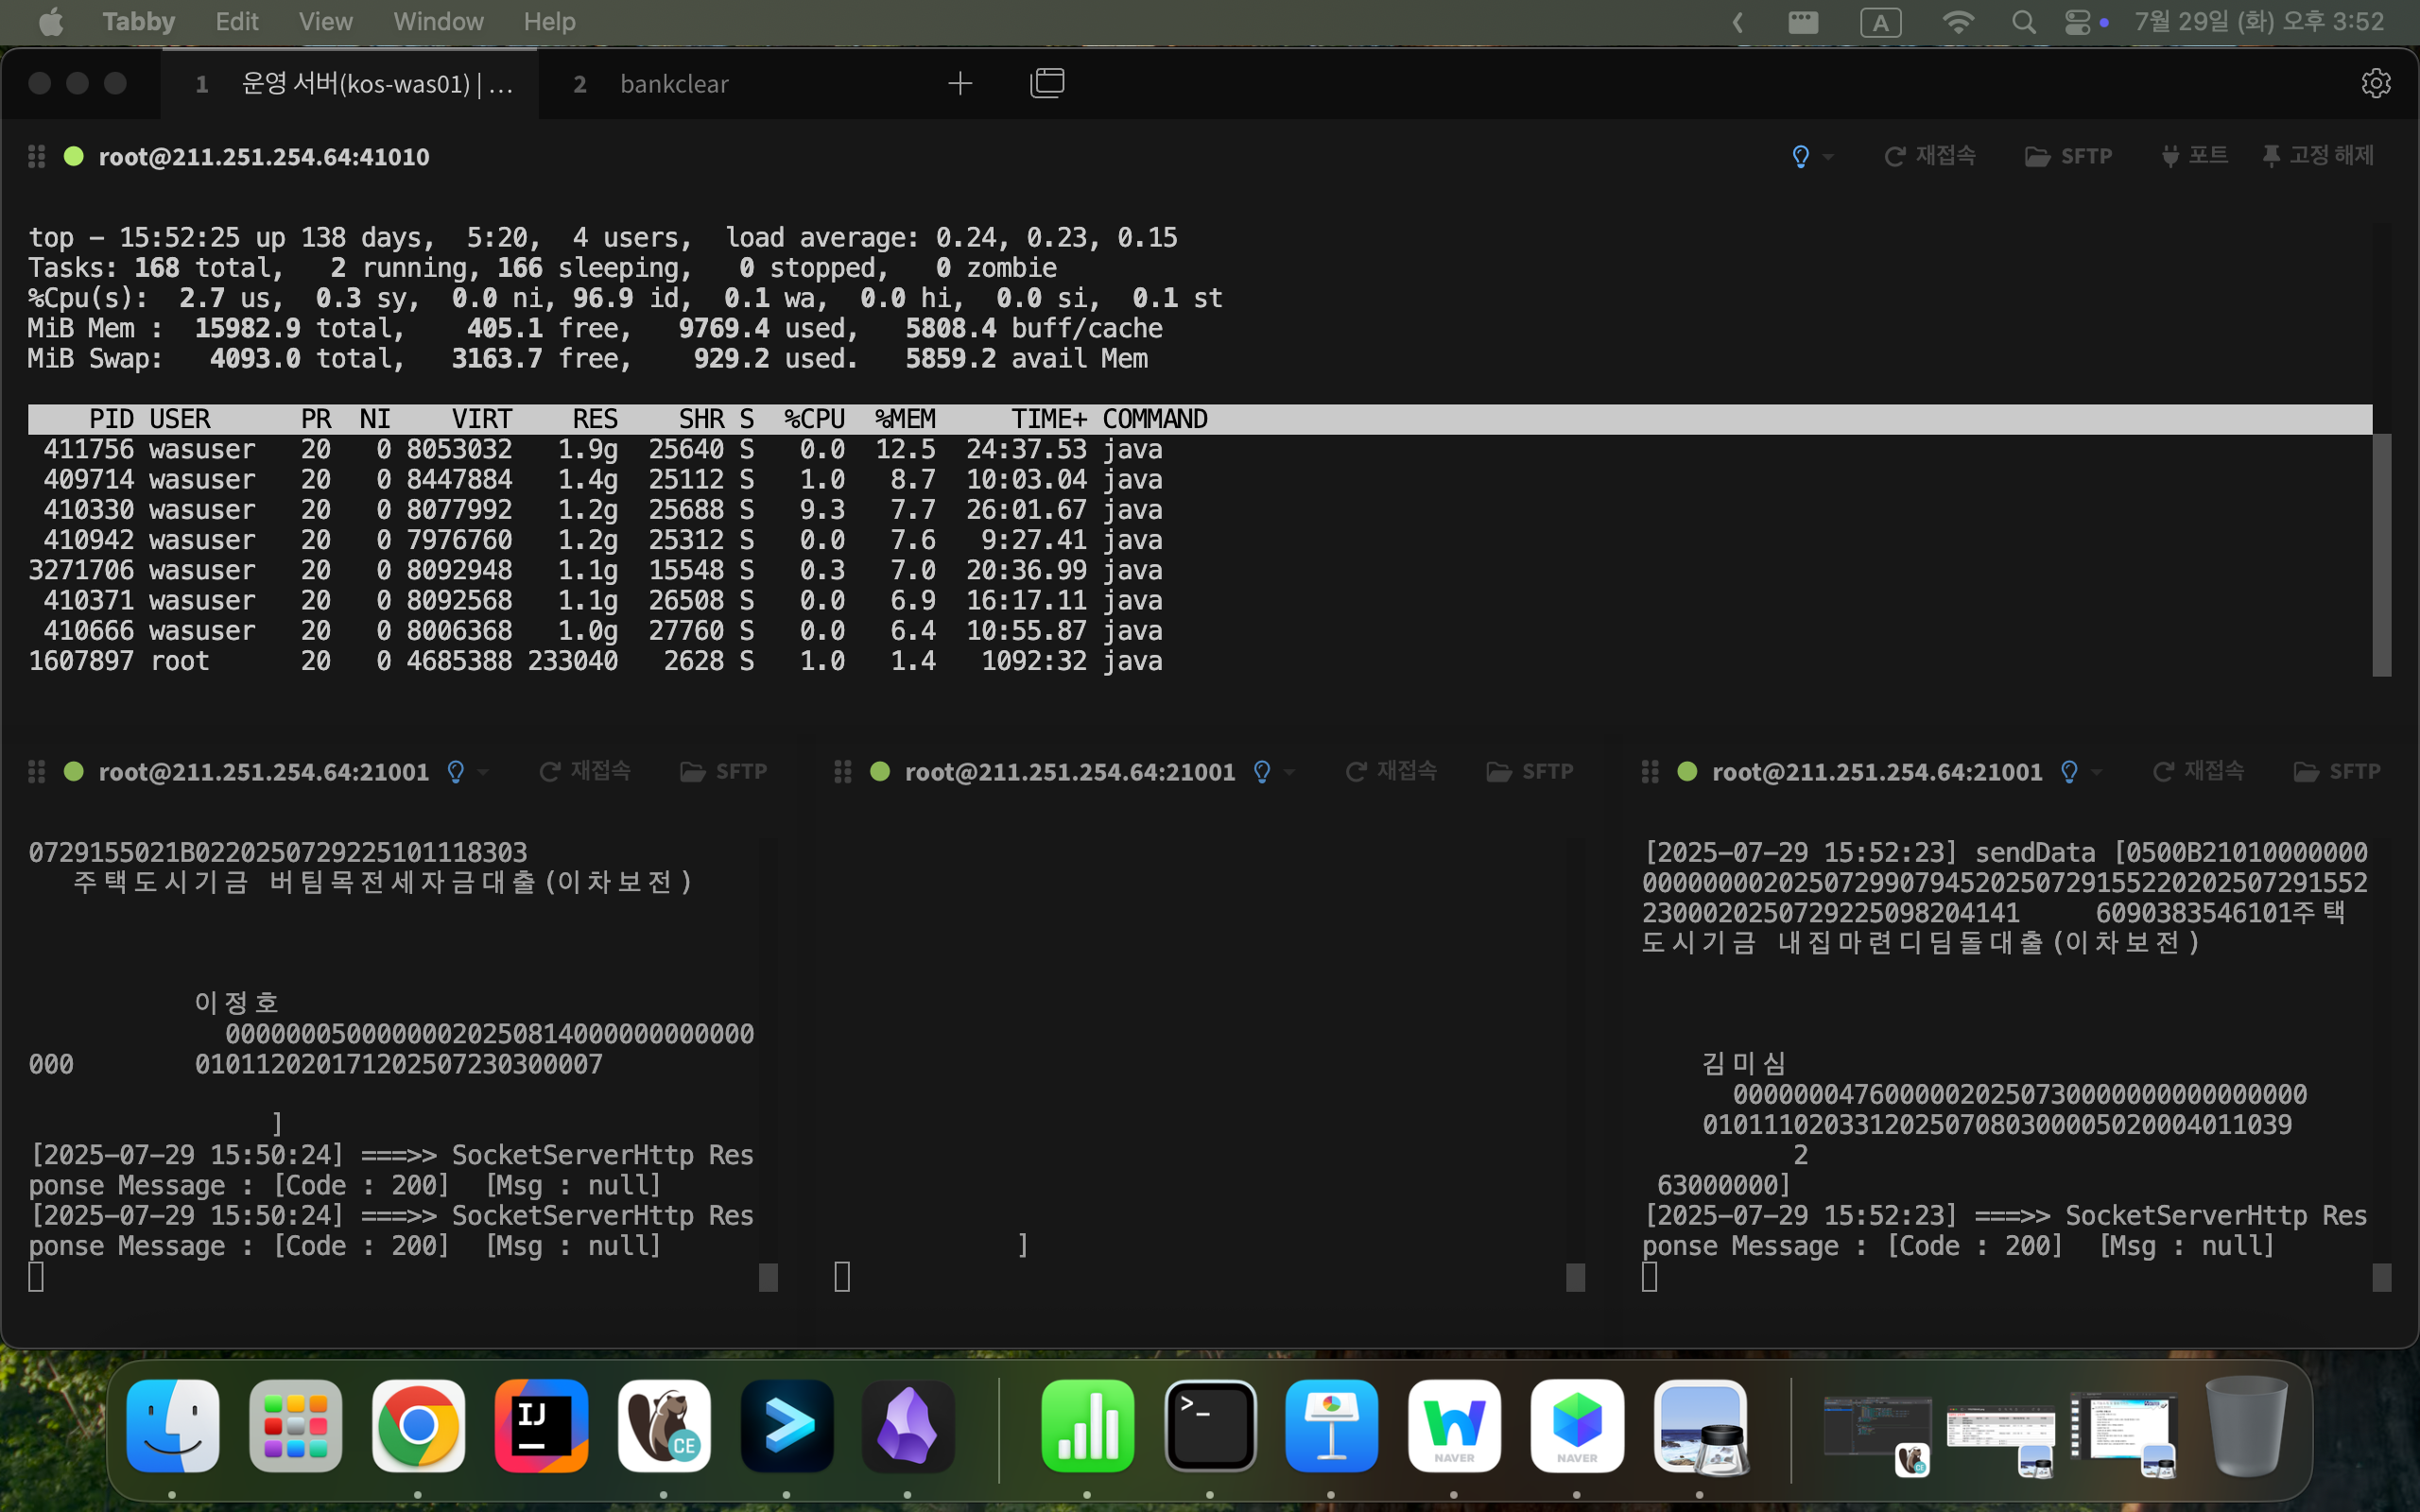 Tabby Edit View Window Help A 7월 29일 (화) 오후 3:52
1 운영 서버(kos-was01) | ... 2 bankclear
root@211.251.254.64:41010 재접속 SFTP 포트 고정 해제
top - 15:52:25 up 138 days, 5:20, 4 users, load average: 0.24, 0.23, 0.15
Tasks: 168 total, 2 running, 166 sleeping, 0 stopped, 0 zombie
%Cpu(s): 2.7 us, 0.3 sy, 0.0 ni, 96.9 id, 0.1 wa, 0.0 hi, 0.0 si, 0.1 st
MiB Mem : 15982.9 total, 405.1 free, 9769.4 used, 5808.4 buff/cache
MiB Swap: 4093.0 total, 3163.7 free, 929.2 used. 5859.2 avail Mem
PID USER PR NI VIRT RES SHR S %CPU %MEM TIME+ COMMAND
411756 wasuser 20 0 8053032 1.9g 25640 S 0.0 12.5 24:37.53 java
409714 wasuser 20 0 8447884 1.4g 25112 S 1.0 8.7 10:03.04 java
410330 wasuser 20 0 8077992 1.2g 25688 S 9.3 7.7 26:01.67 java
410942 wasuser 20 0 7976760 1.2g 25312 S 0.0 7.6 9:27.41 java
3271706 wasuser 20 0 8092948 1.1g 15548 S 0.3 7.0 20:36.99 java
410371 wasuser 20 0 8092568 1.1g 26508 S 0.0 6.9 16:17.11 java
410666 wasuser 20 0 8006368 1.0g 27760 S 0.0 6.4 10:55.87 java
1607897 root 20 0 4685388 233040 2628 S 1.0 1.4 1092:32 java
root@211.251.254.64:21001 재접속 SFTP
0729155021B0220250729225101118303
주택도시기금 버팀목전세자금대출(이차보전)
이정호
00000005000000020250814000000000000
000 010112020171202507230300007
]
[2025-07-29 15:50:24] ===>> SocketServerHttp Res
ponse Message : [Code : 200] [Msg : null]
[2025-07-29 15:50:24] ===>> SocketServerHttp Res
ponse Message : [Code : 200] [Msg : null]
root@211.251.254.64:21001 재접속 SFTP
]
root@211.251.254.64:21001 재접속 SFTP
[2025-07-29 15:52:23] sendData [0500B21010000000
000000002025072990794520250729155220202507291552
2300020250729225098204141 6090383546101주택
도시기금 내집마련디딤돌대출(이차보전)
김미심
00000004760000020250730000000000000000
010111020331202507080300005020004011039
2
63000000]
[2025-07-29 15:52:23] ===>> SocketServerHttp Res
ponse Message : [Code : 200] [Msg : null]
IJ
CE
>_
NAVER
NAVER